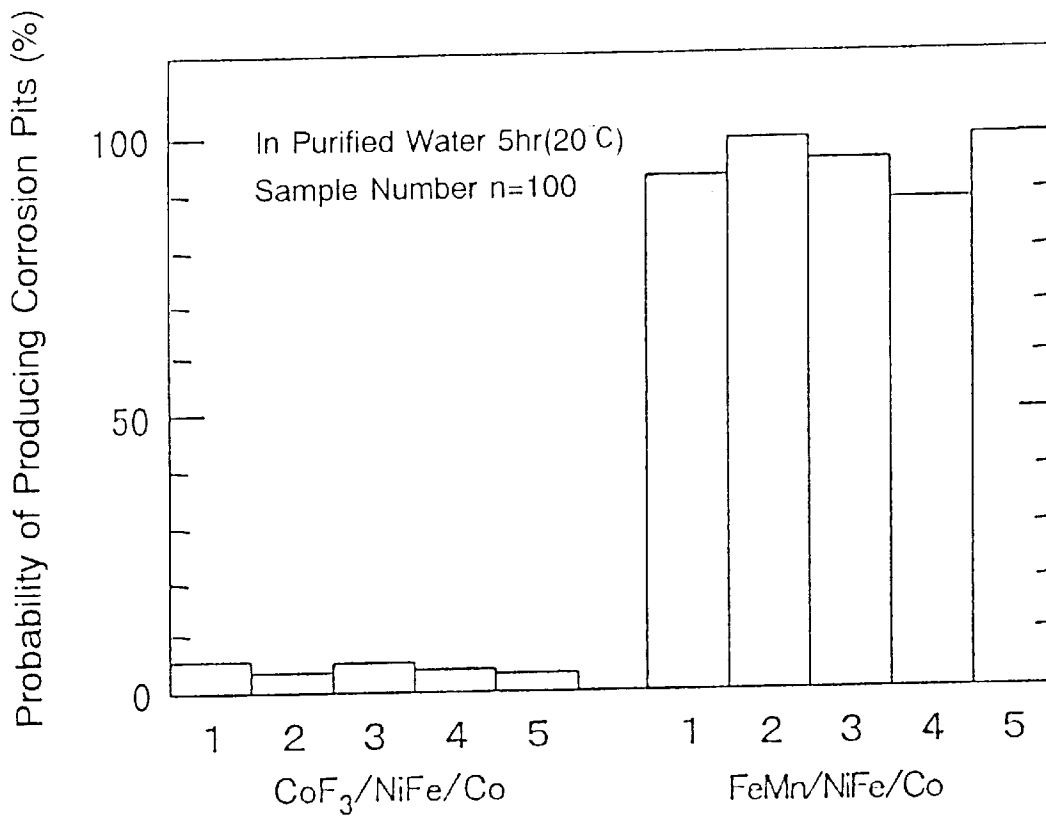 Probability of Producing Corrosion Pits (%)
100
50
0
In Purified Water 5hr(20°C)
Sample Number n=100
1 2 3 4 5 1 2 3 4 5
CoF₃/NiFe/Co FeMn/NiFe/Co